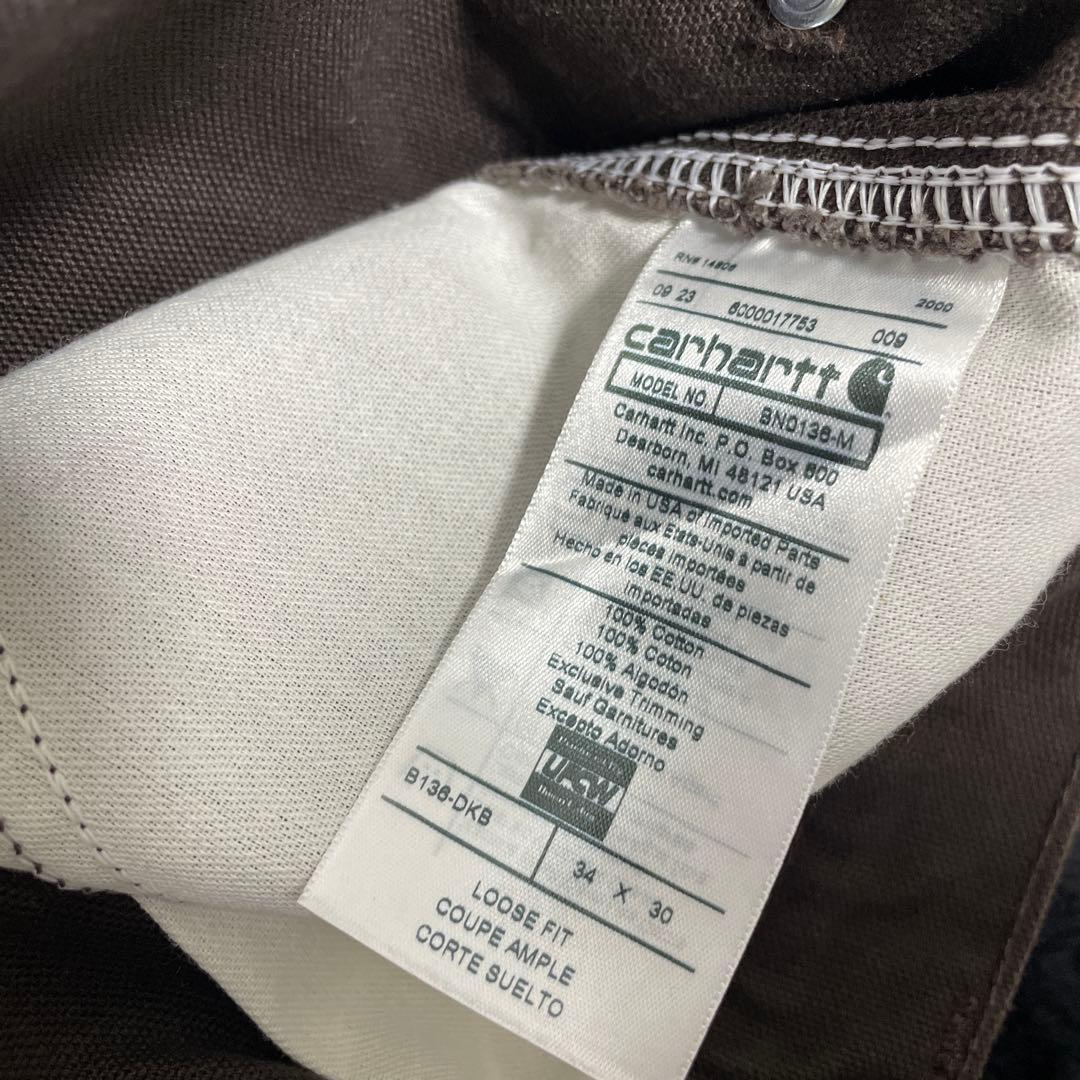 RN# 14806
2000
09 23 6000017753 009
carhartt
MODEL NO BN0136-M
Carhartt Inc. P.O. Box 600
Dearborn, MI 48121 USA
carhartt.com
Made in USA of Imported Parts
Fabriqué aux États-Unis à partir de
pièces importées
Hecho en los EE.UU. de piezas
importadas
100% Cotton
100% Coton
100% Algodón
Exclusive Trimming
Sauf Garnitures
Excepto Adorno
UFCW
B136-DKB 34 X 30
LOOSE FIT
COUPE AMPLE
CORTE SUELTO